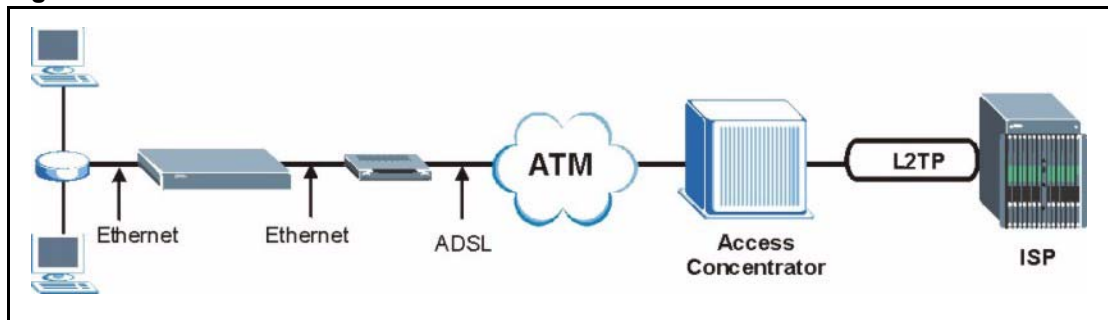 Ethernet
Ethernet
ADSL
ATM
Access
Concentrator
L2TP
ISP